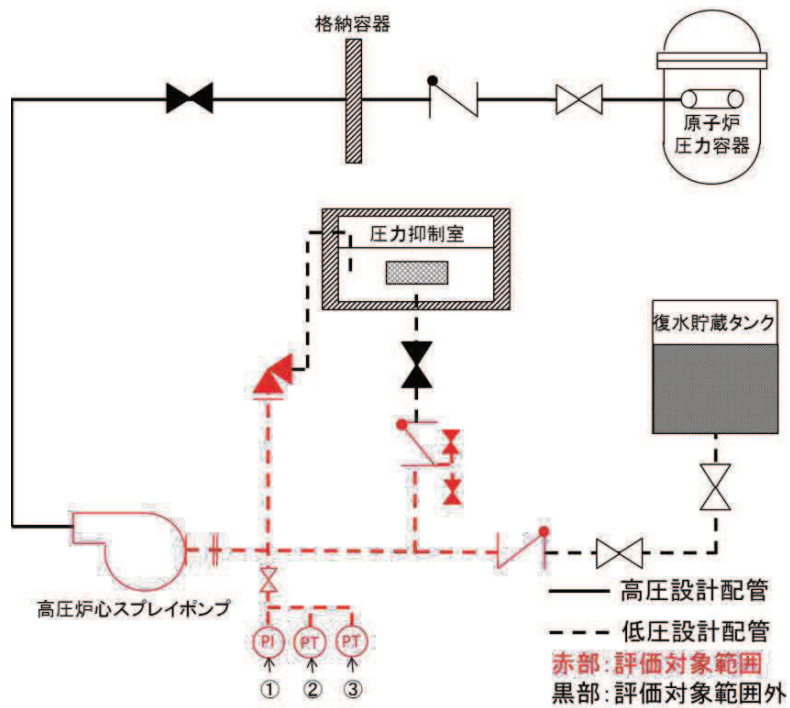 格納容器
原子炉
圧力容器
圧力抑制室
復水貯蔵タンク
高圧炉心スプレイポンプ
PI PT PT
① ② ③
高圧設計配管
低圧設計配管
赤部:評価対象範囲
黒部:評価対象範囲外